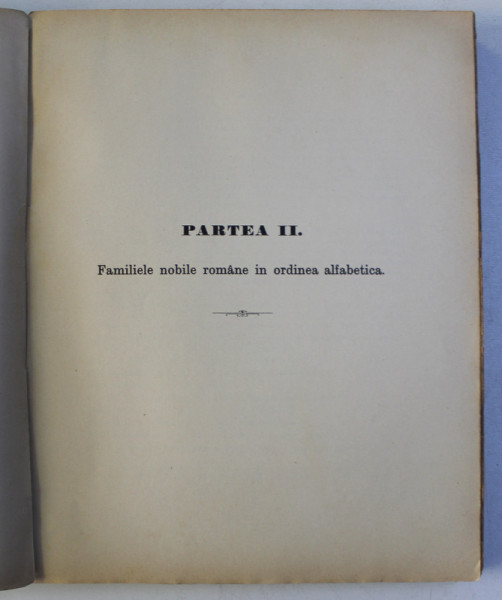 PARTEA II.
Familiele nobile române in ordinea alfabetica.